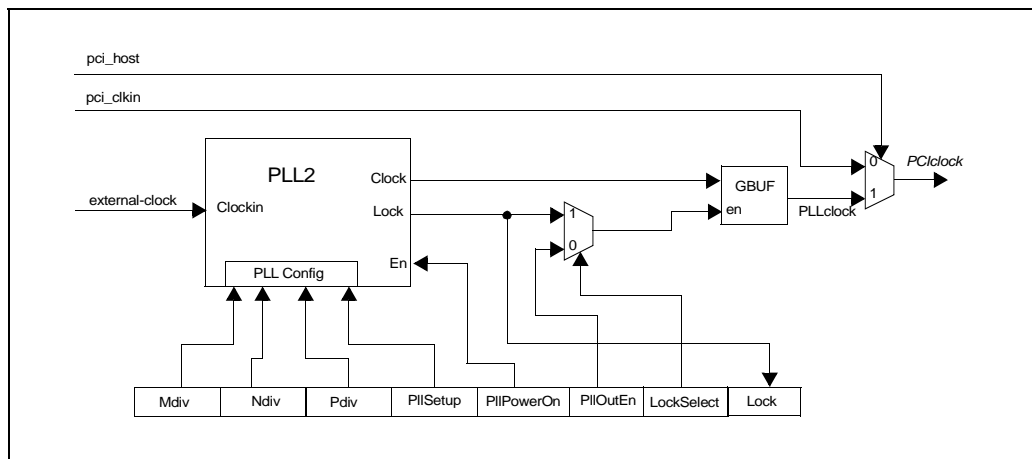 pci_host
pci_clkin
external-clock
PLL2
Clockin
Clock
Lock
En
PLL Config
1
0
GBUF
en
PLLclock
0
1
PCIclock
Mdiv
Ndiv
Pdiv
PllSetup
PllPowerOn
PllOutEn
LockSelect
Lock